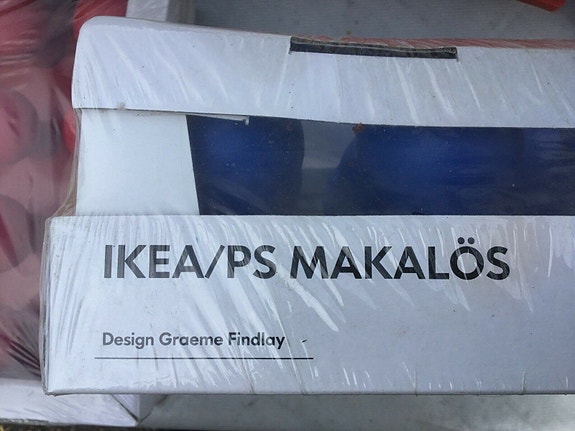 IKEA/PS MAKALÖS
Design Graeme Findlay